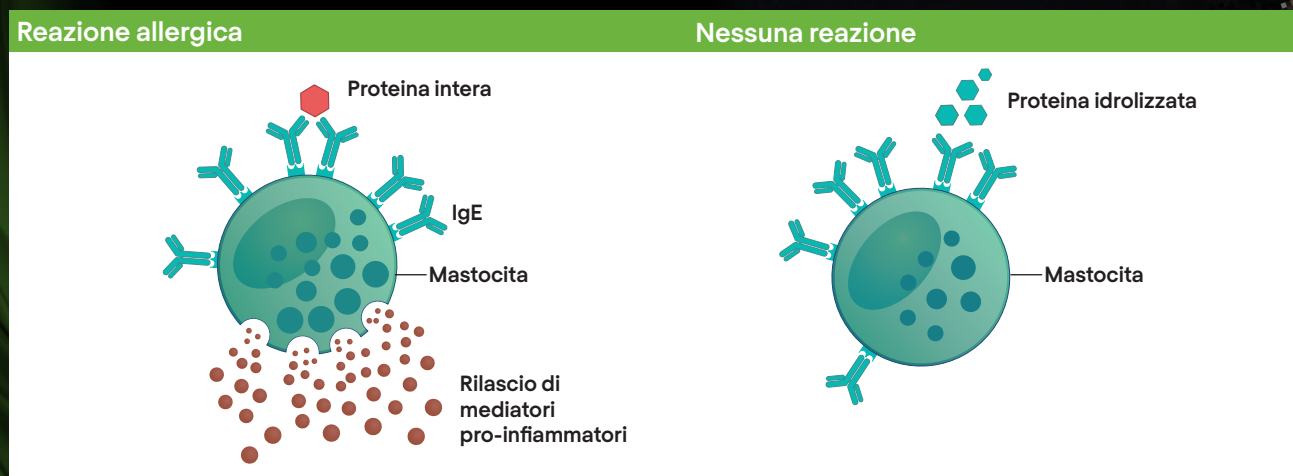 Reazione allergica
Nessuna reazione
Proteina intera
IgE
Mastocita
Rilascio di
mediatori
pro-infiammatori
Proteina idrolizzata
Mastocita